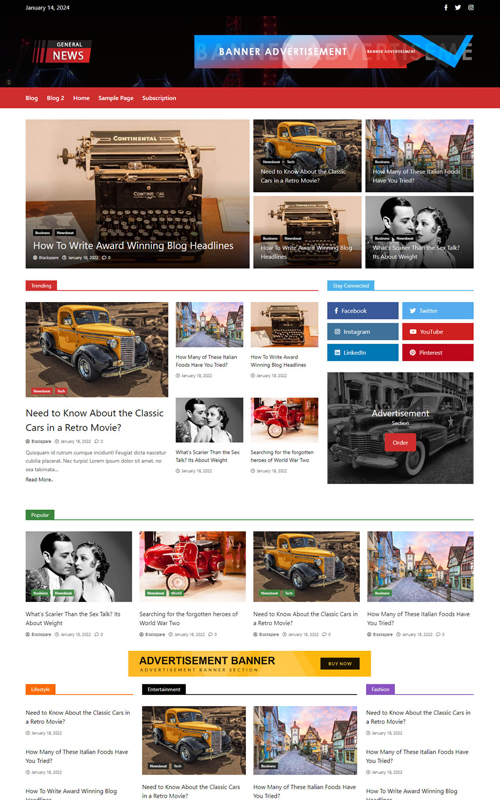 January 14, 2024
GENERAL
NEWS
BANNER ADVERTISEMENT
BANNER ADVERTISEMENT
Blog Blog 2 Home Sample Page Subscription
CONTINENTAL
Business Newsbeat
How To Write Award Winning Blog Headlines
Blockspare January 18, 2022 0
Newsbeat Tech
Need to Know About the Classic
Cars in a Retro Movie?
Business
How Many of These Italian Foods
Have You Tried?
Business Newsbeat
How To Write Award Winning Blog
Headlines
Business Newsbeat
What's Scarier Than the Sex Talk?
Its About Weight
Trending
Newsbeat Tech
Need to Know About the Classic
Cars in a Retro Movie?
Blockspare January 18, 2022 0
Quisquam id rutrum cumque incidunt! Feugiat dicta nescetur
cubilia placerat. Nac turpis! Lorem ipsum dolor sit amet, no
sea takimata...
Read More..
How Many of These Italian
Foods Have You Tried?
January 18, 2022
How To Write Award
Winning Blog Headlines
January 18, 2022
What's Scarier Than the Sex
Talk? Its About Weight
January 18, 2022
Searching for the forgotten
heroes of World War Two
January 18, 2022
Stay Connected
Facebook Twitter
Instagram YouTube
LinkedIn Pinterest
Advertisement
Section
Order
Popular
Business Newsbeat
What's Scarier Than the Sex Talk? Its
About Weight
Blockspare January 18, 2022 0
Newsbeat World
Searching for the forgotten heroes of
World War Two
Blockspare January 18, 2022 0
Newsbeat Tech
Need to Know About the Classic Cars in
a Retro Movie?
Blockspare January 18, 2022 0
Business
How Many of These Italian Foods Have
You Tried?
Blockspare January 18, 2022 0
ADVERTISEMENT BANNER
ADVERTISEMENT BANNER SECTION
BUY NOW
Lifestyle
Need to Know About the Classic Cars in
a Retro Movie?
January 18, 2022
How Many of These Italian Foods Have
You Tried?
January 18, 2022
How To Write Award Winning Blog
Headlines
Entertainment
Newsbeat Tech
Need to Know About the Classic Cars in
Business
How Many of These Italian Foods Have
Fashion
Need to Know About the Classic Cars in
a Retro Movie?
January 18, 2022
How Many of These Italian Foods Have
You Tried?
January 18, 2022
How To Write Award Winning Blog